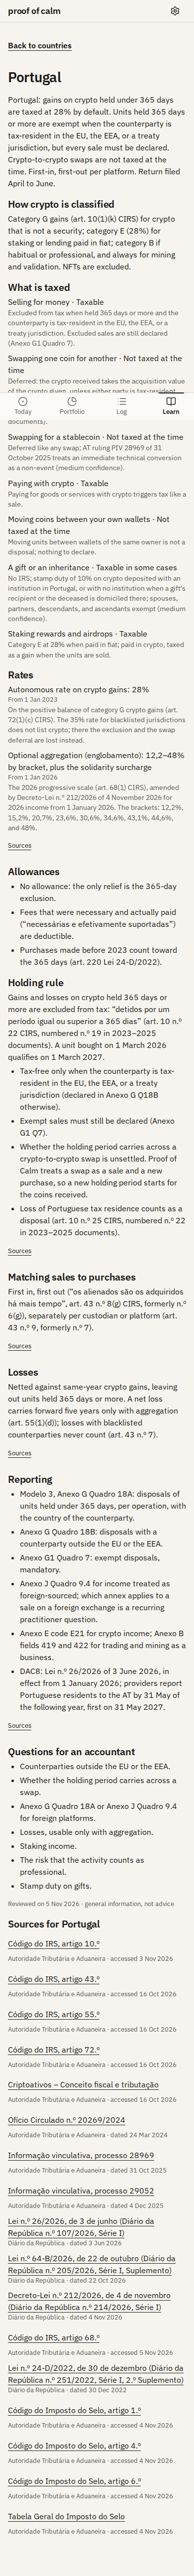 proof of calm
Back to countries
Portugal
Portugal: gains on crypto held under 365 days
are taxed at 28% by default. Units held 365 days
or more are exempt when the counterparty is
tax-resident in the EU, the EEA, or a treaty
jurisdiction, but every sale must be declared.
Crypto-to-crypto swaps are not taxed at the
time. First-in, first-out per platform. Return filed
April to June.
How crypto is classified
Category G gains (art. 10(1)(k) CIRS) for crypto
that is not a security; category E (28%) for
staking or lending paid in fiat; category B if
habitual or professional, and always for mining
and validation. NFTs are excluded.
What is taxed
Selling for money · Taxable
Excluded from tax when held 365 days or more and the
counterparty is tax-resident in the EU, the EEA, or a
treaty jurisdiction. Excluded sales are still declared
(Anexo G1 Quadro 7).
Swapping one coin for another · Not taxed at the
time
Deferred: the crypto received takes the acquisition value
Today
Portfolio
Log
Learn
documents).
Swapping for a stablecoin · Not taxed at the time
Deferred like any swap; AT ruling PIV 28969 of 31
October 2025 treats an immediate technical conversion
as a non-event (medium confidence).
Paying with crypto · Taxable
Paying for goods or services with crypto triggers tax like a
sale.
Moving coins between your own wallets · Not
taxed at the time
Moving units between wallets of the same owner is not a
disposal; nothing to declare.
A gift or an inheritance · Taxable in some cases
No IRS; stamp duty of 10% on crypto deposited with an
institution in Portugal, or with no institution when a gift's
recipient or the deceased is domiciled there; spouses,
partners, descendants, and ascendants exempt (medium
confidence).
Staking rewards and airdrops · Taxable
Category E at 28% when paid in fiat; paid in crypto, taxed
as a gain when the units are sold.
Rates
Autonomous rate on crypto gains: 28%
From 1 Jan 2023
On the positive balance of category G crypto gains (art.
72(1)(c) CIRS). The 35% rate for blacklisted jurisdictions
does not list crypto; there the exclusion and the swap
deferral are lost instead.
Optional aggregation (englobamento): 12,2–48%
by bracket, plus the solidarity surcharge
From 1 Jan 2026
The 2026 progressive scale (art. 68(1) CIRS), amended
by Decreto-Lei n.º 212/2026 of 4 November 2026 for
2026 income from 1 January 2026. The brackets: 12,2%,
15,2%, 20,7%, 23,6%, 30,6%, 34,6%, 43,1%, 44,6%,
and 48%.
Sources
Allowances
• No allowance: the only relief is the 365-day
exclusion.
• Fees that were necessary and actually paid
(“necessárias e efetivamente suportadas”)
are deductible.
• Purchases made before 2023 count toward
the 365 days (art. 220 Lei 24-D/2022).
Holding rule
Gains and losses on crypto held 365 days or
more are excluded from tax: “detidos por um
período igual ou superior a 365 dias” (art. 10 n.º
22 CIRS, numbered n.º 19 in 2023–2025
documents). A unit bought on 1 March 2026
qualifies on 1 March 2027.
• Tax-free only when the counterparty is tax-
resident in the EU, the EEA, or a treaty
jurisdiction (declared in Anexo G Q18B
otherwise).
• Exempt sales must still be declared (Anexo
G1 Q7).
• Whether the holding period carries across a
crypto-to-crypto swap is unsettled. Proof of
Calm treats a swap as a sale and a new
purchase, so a new holding period starts for
the coins received.
• Loss of Portuguese tax residence counts as a
disposal (art. 10 n.º 25 CIRS, numbered n.º 22
in 2023–2025 documents).
Sources
Matching sales to purchases
First in, first out (“os alienados são os adquiridos
há mais tempo”, art. 43 n.º 8(g) CIRS, formerly n.º
6(g)), separately per custodian or platform (art.
43 n.º 9, formerly n.º 7).
Sources
Losses
Netted against same-year crypto gains, leaving
out units held 365 days or more. A net loss
carries forward five years only with aggregation
(art. 55(1)(d)); losses with blacklisted
counterparties never count (art. 43 n.º 7).
Sources
Reporting
• Modelo 3, Anexo G Quadro 18A: disposals of
units held under 365 days, per operation, with
the country of the counterparty.
• Anexo G Quadro 18B: disposals with a
counterparty outside the EU or the EEA.
• Anexo G1 Quadro 7: exempt disposals,
mandatory.
• Anexo J Quadro 9.4 for income treated as
foreign-sourced; which annex applies to a
sale on a foreign exchange is a recurring
practitioner question.
• Anexo E code E21 for crypto income; Anexo B
fields 419 and 422 for trading and mining as a
business.
• DAC8: Lei n.º 26/2026 of 3 June 2026, in
effect from 1 January 2026; providers report
Portuguese residents to the AT by 31 May of
the following year, first on 31 May 2027.
Sources
Questions for an accountant
• Counterparties outside the EU or the EEA.
• Whether the holding period carries across a
swap.
• Anexo G Quadro 18A or Anexo J Quadro 9.4
for foreign platforms.
• Losses, usable only with aggregation.
• Staking income.
• The risk that the activity counts as
professional.
• Stamp duty on gifts.
Reviewed on 5 Nov 2026 · general information, not advice
Sources for Portugal
Código do IRS, artigo 10.º
Autoridade Tributária e Aduaneira · accessed 3 Nov 2026
Código do IRS, artigo 43.º
Autoridade Tributária e Aduaneira · accessed 16 Oct 2026
Código do IRS, artigo 55.º
Autoridade Tributária e Aduaneira · accessed 16 Oct 2026
Código do IRS, artigo 72.º
Autoridade Tributária e Aduaneira · accessed 16 Oct 2026
Criptoativos – Conceito fiscal e tributação
Autoridade Tributária e Aduaneira · accessed 16 Oct 2026
Ofício Circulado n.º 20269/2024
Autoridade Tributária e Aduaneira · dated 24 Mar 2024
Informação vinculativa, processo 28969
Autoridade Tributária e Aduaneira · dated 31 Oct 2025
Informação vinculativa, processo 29052
Autoridade Tributária e Aduaneira · dated 4 Dec 2025
Lei n.º 26/2026, de 3 de junho (Diário da
República n.º 107/2026, Série I)
Diário da República · dated 3 Jun 2026
Lei n.º 64-B/2026, de 22 de outubro (Diário da
República n.º 205/2026, Série I, Suplemento)
Diário da República · dated 22 Oct 2026
Decreto-Lei n.º 212/2026, de 4 de novembro
(Diário da República n.º 214/2026, Série I)
Diário da República · dated 4 Nov 2026
Código do IRS, artigo 68.º
Autoridade Tributária e Aduaneira · accessed 5 Nov 2026
Lei n.º 24-D/2022, de 30 de dezembro (Diário da
República n.º 251/2022, Série I, 2.º Suplemento)
Diário da República · dated 30 Dec 2022
Código do Imposto do Selo, artigo 1.º
Autoridade Tributária e Aduaneira · accessed 4 Nov 2026
Código do Imposto do Selo, artigo 4.º
Autoridade Tributária e Aduaneira · accessed 4 Nov 2026
Código do Imposto do Selo, artigo 6.º
Autoridade Tributária e Aduaneira · accessed 4 Nov 2026
Tabela Geral do Imposto do Selo
Autoridade Tributária e Aduaneira · accessed 4 Nov 2026